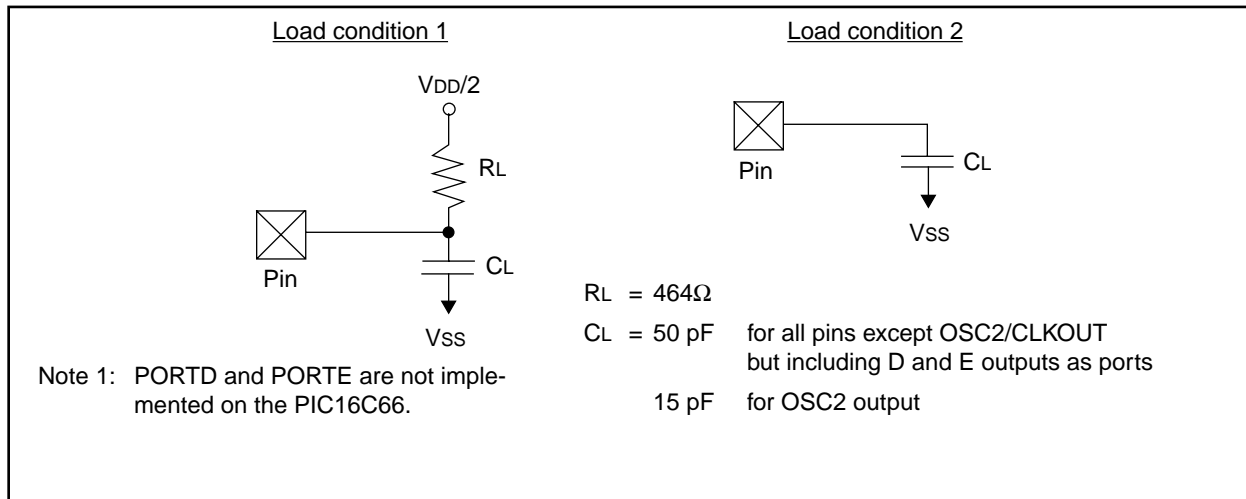 Load condition 1
VDD/2
RL
Pin
CL
VSS
Note 1: PORTD and PORTE are not imple-
mented on the PIC16C66.
Load condition 2
Pin
CL
VSS
RL = 464Ω
CL = 50 pF for all pins except OSC2/CLKOUT
but including D and E outputs as ports
15 pF for OSC2 output